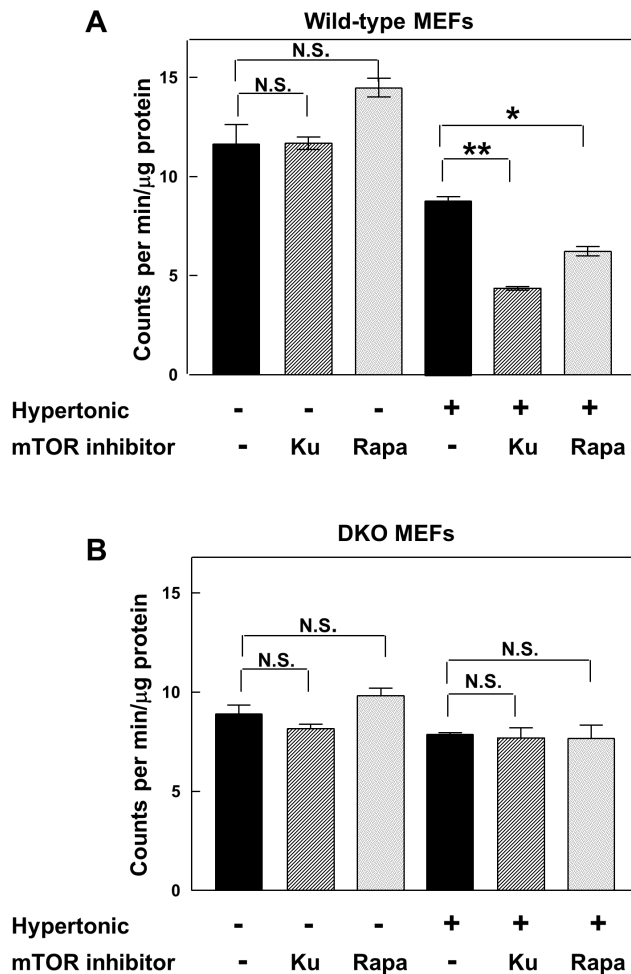 A
Wild-type MEFs
N.S.
N.S.
*
**
15
10
5
0
Counts per min/µg protein
Hypertonic - - - + + +
mTOR inhibitor - Ku Rapa - Ku Rapa
B
DKO MEFs
N.S.
N.S.
N.S.
N.S.
15
10
5
0
Counts per min/µg protein
Hypertonic - - - + + +
mTOR inhibitor - Ku Rapa - Ku Rapa